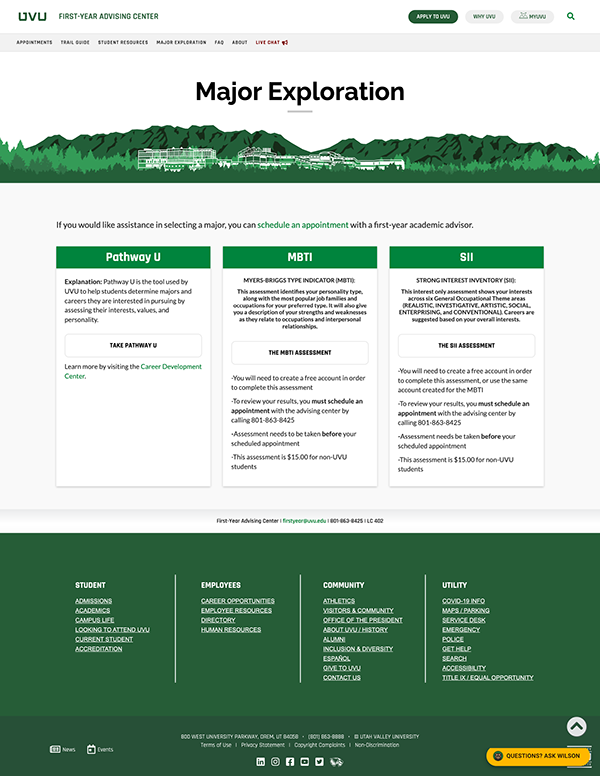 UVU FIRST-YEAR ADVISING CENTER APPLY TO UVU WHY UVU MYUVU
APPOINTMENTS TRAIL GUIDE STUDENT RESOURCES MAJOR EXPLORATION FAQ ABOUT LIVE CHAT
Major Exploration
If you would like assistance in selecting a major, you can schedule an appointment with a first-year academic advisor.
Pathway U
Explanation: Pathway U is the tool used by
UVU to help students determine majors and
careers they are interested in pursuing by
assessing their interests, values, and
personality.
TAKE PATHWAY U
Learn more by visiting the Career Development
Center.
MBTI
MYERS-BRIGGS TYPE INDICATOR (MBTI):
This assessment identifies your personality type,
along with the most popular job families and
occupations for your preferred type. It will also give
you a description of your strengths and weaknesses
as they relate to occupations and interpersonal
relationships.
THE MBTI ASSESSMENT
-You will need to create a free account in order
to complete this assessment
-To review your results, you must schedule an
appointment with the advising center by
calling 801-863-8425
-Assessment needs to be taken before your
scheduled appointment
-This assessment is $15.00 for non-UVU
students
SII
STRONG INTEREST INVENTORY (SII):
This interest only assessment shows your interests
across six General Occupational Theme areas
(REALISTIC, INVESTIGATIVE, ARTISTIC, SOCIAL,
ENTERPRISING, and CONVENTIONAL). Careers are
suggested based on your overall interests.
THE SII ASSESSMENT
-You will need to create a free account in order
to complete this assessment, or use the same
account created for the MBTI
-To review your results, you must schedule an
appointment with the advising center by
calling 801-863-8425
-Assessment needs be taken before your
scheduled appointment
-This assessment is $15.00 for non-UVU
students
First-Year Advising Center | firstyear@uvu.edu | 801-863-8425 | LC 402
STUDENT
ADMISSIONS
ACADEMICS
CAMPUS LIFE
LOOKING TO ATTEND UVU
CURRENT STUDENT
ACCREDITATION
EMPLOYEES
CAREER OPPORTUNITIES
EMPLOYEE RESOURCES
DIRECTORY
HUMAN RESOURCES
COMMUNITY
ATHLETICS
VISITORS & COMMUNITY
OFFICE OF THE PRESIDENT
ABOUT UVU / HISTORY
ALUMNI
INCLUSION & DIVERSITY
ESPAÑOL
GIVE TO UVU
CONTACT US
UTILITY
COVID-19 INFO
MAPS / PARKING
SERVICE DESK
EMERGENCY
POLICE
GET HELP
SEARCH
ACCESSIBILITY
TITLE IX / EQUAL OPPORTUNITY
News Events
800 WEST UNIVERSITY PARKWAY, OREM, UT 84058 • (801) 863-8888 • © UTAH VALLEY UNIVERSITY
Terms of Use | Privacy Statement | Copyright Complaints | Non-Discrimination
QUESTIONS? ASK WILSON